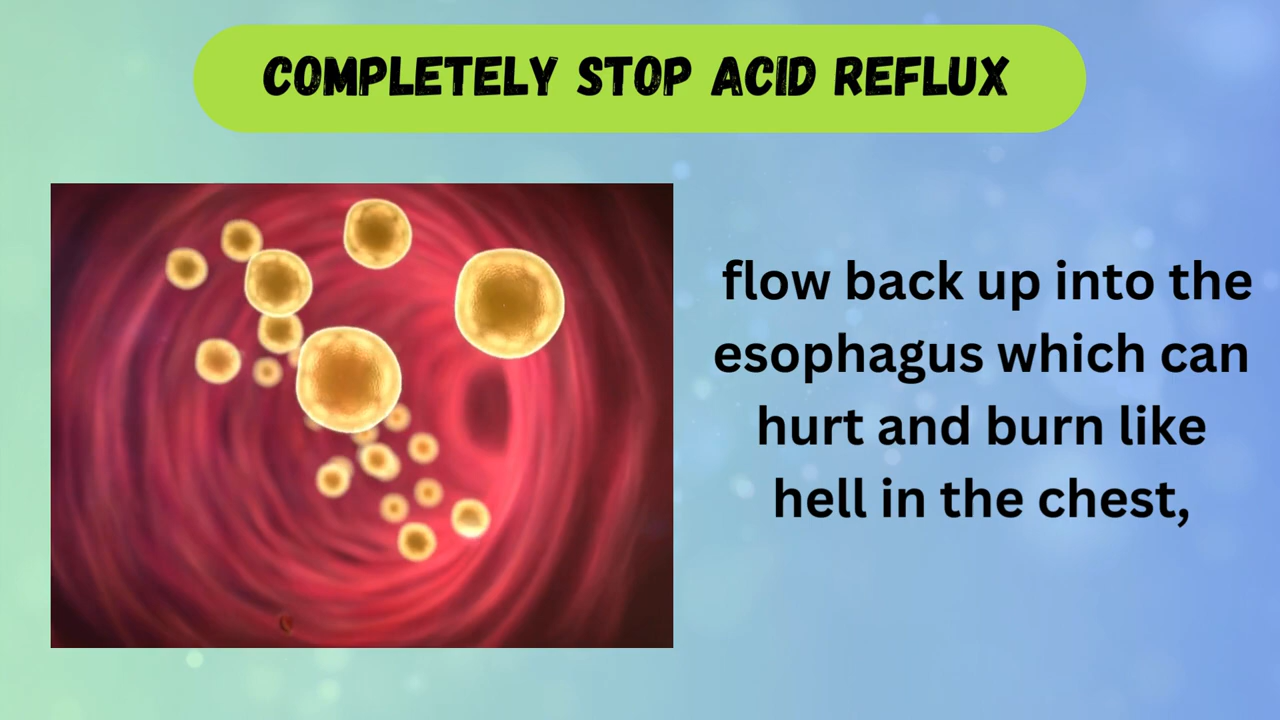 COMPLETELY STOP ACID REFLUX
flow back up into the
esophagus which can
hurt and burn like
hell in the chest,